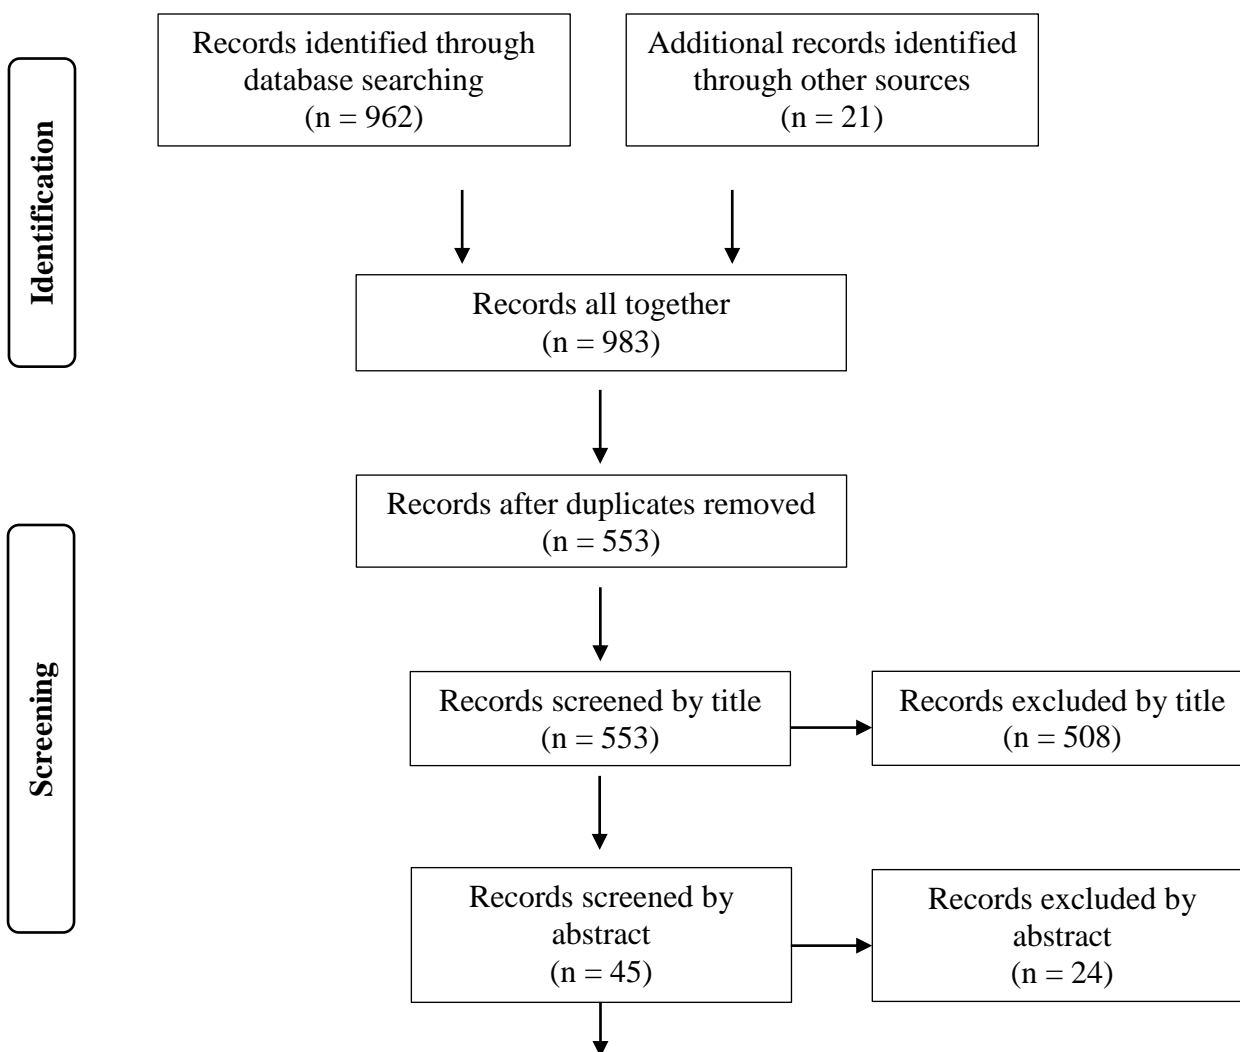 Records identified through
database searching
(n = 962)
Additional records identified
through other sources
(n = 21)
Identification
Records all together
(n = 983)
Records after duplicates removed
(n = 553)
Screening
Records screened by title
(n = 553)
Records excluded by title
(n = 508)
Records screened by
abstract
(n = 45)
Records excluded by
abstract
(n = 24)